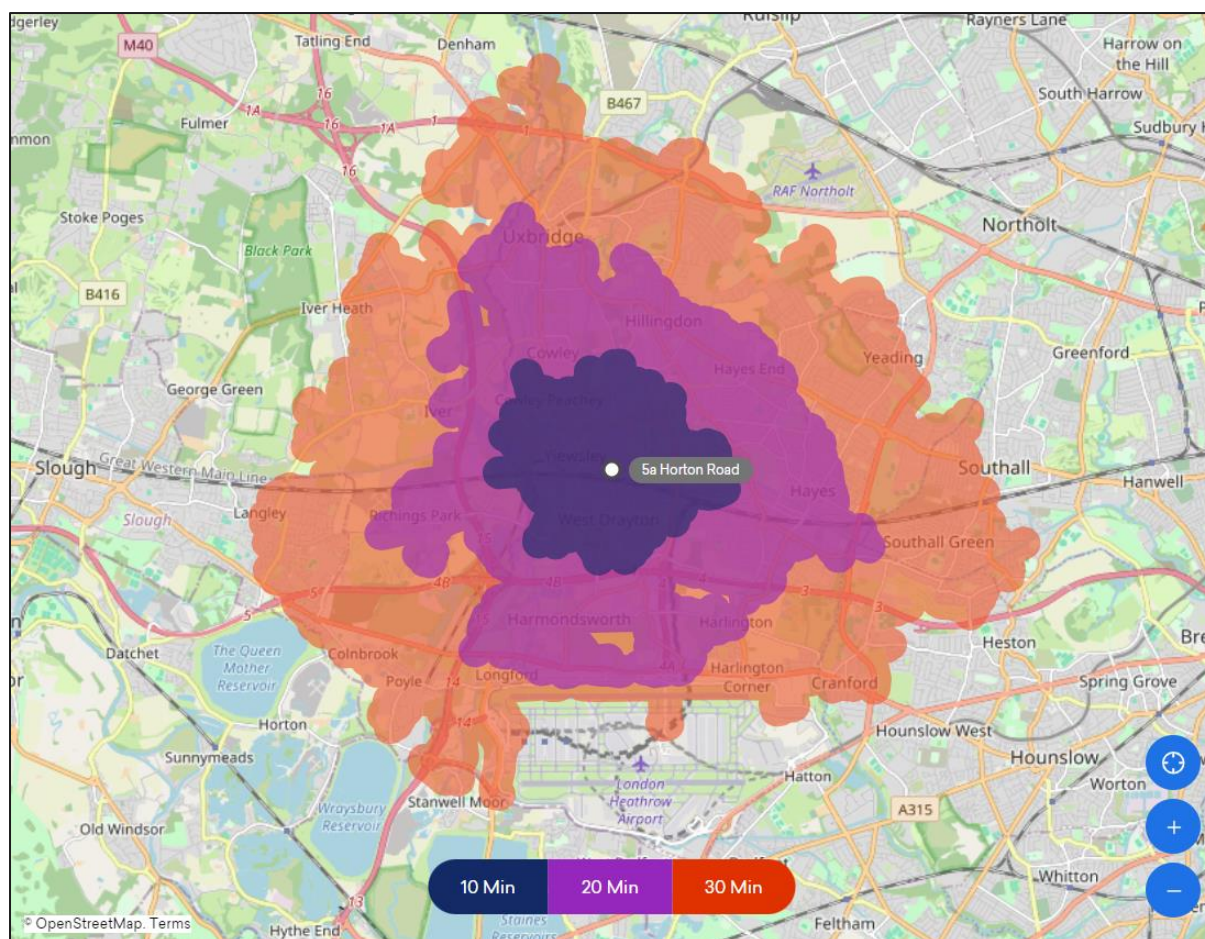 M40
Tatling End
Denham
Rayners Lane
Harrow on
the Hill
16
1A
16
1A
1
1
B467
South Harrow
Fulmer
Sudbury
16
RAF Northolt
Stoke Poges
Northolt
Black Park
Uxbridge
B416
Iver Heath
Hillingdon
Cowley
Hayes End
Yeading
Greenford
George Green
Iver
Cowley Peachey
Slough
Great Western Main Line
Yiewsley
5a Horton Road
Southall
Hanwell
Hayes
Langley
Slough
Richings Park
West Drayton
15
Southall Green
5
5
4B
4B
4
3
3
15
Harmondsworth
Harlington
Heston
Datchet
The Queen
Mother
Reservoir
Colnbrook
Poyle
14
Longford
4A
Harlington
Corner
Cranford
Spring Grove
Horton
14
Hounslow West
Sunnymeads
Hounslow
Hatton
Worton
London
Heathrow
Airport
Stanwell Moor
Wraysbury
Reservoir
A315
Old Windsor
10 Min
20 Min
30 Min
Whitton
13
Feltham
© OpenStreetMap. Terms
Hythe End
Staines
Reservoirs